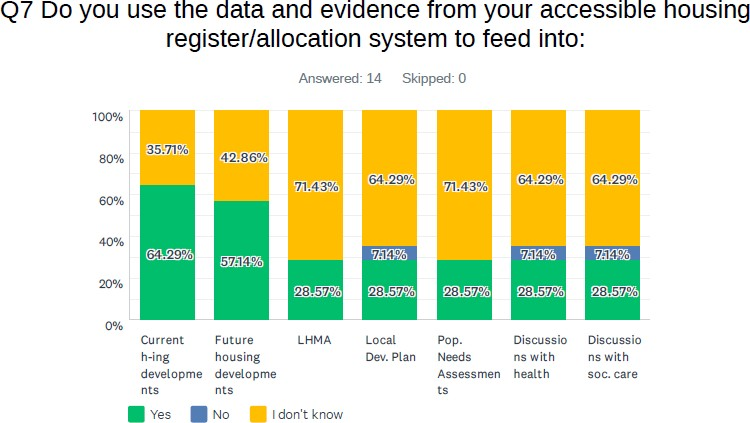 Q7 Do you use the data and evidence from your accessible housing
register/allocation system to feed into:
Answered: 14 Skipped: 0
100%
80%
60%
40%
20%
0%
35.71%
64.29%
42.86%
57.14%
71.43%
28.57%
64.29%
7.14%
28.57%
71.43%
28.57%
64.29%
7.14%
28.57%
64.29%
7.14%
28.57%
Current
h-ing
developme
nts
Future
housing
developme
nts
LHMA
Local
Dev. Plan
Pop.
Needs
Assessmen
ts
Discussio
ns with
health
Discussio
ns with
soc. care
Yes No I don't know